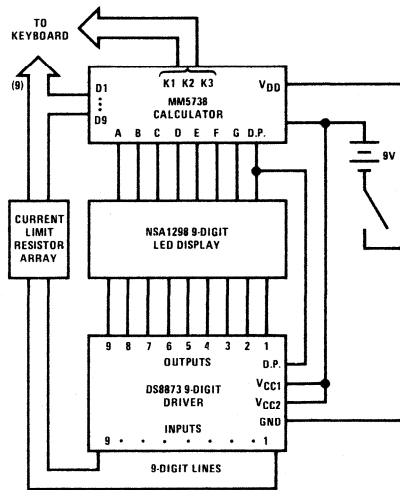 TO
KEYBOARD
(9)
D1
D9
K1 K2 K3
MM5738
CALCULATOR
VDD
A B C D E F G D.P.
9V
CURRENT
LIMIT
RESISTOR
ARRAY
NSA1298 9-DIGIT
LED DISPLAY
9 8 7 6 5 4 3 2 1
OUTPUTS
D.P.
DS8873 9-DIGIT
DRIVER
VCC1
VCC2
GND
INPUTS
9 • • • • • • • 1
9-DIGIT LINES